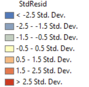 StdResid
< -2.5 Std. Dev.
-2.5 - -1.5 Std. Dev.
-1.5 - -0.5 Std. Dev.
-0.5 - 0.5 Std. Dev.
0.5 - 1.5 Std. Dev.
1.5 - 2.5 Std. Dev.
> 2.5 Std. Dev.